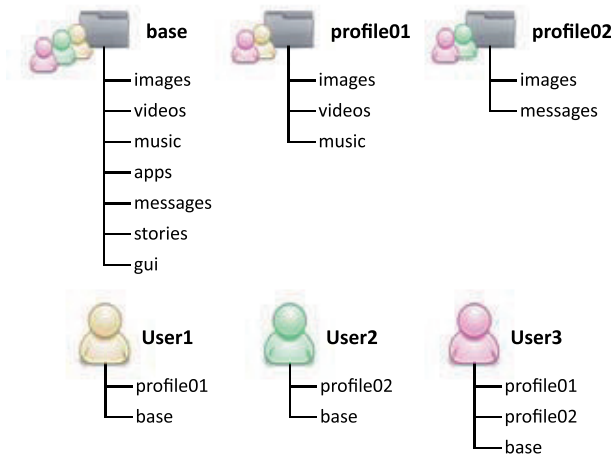 base
images
videos
music
apps
messages
stories
gui
profile01
images
videos
music
profile02
images
messages
User1
profile01
base
User2
profile02
base
User3
profile01
profile02
base